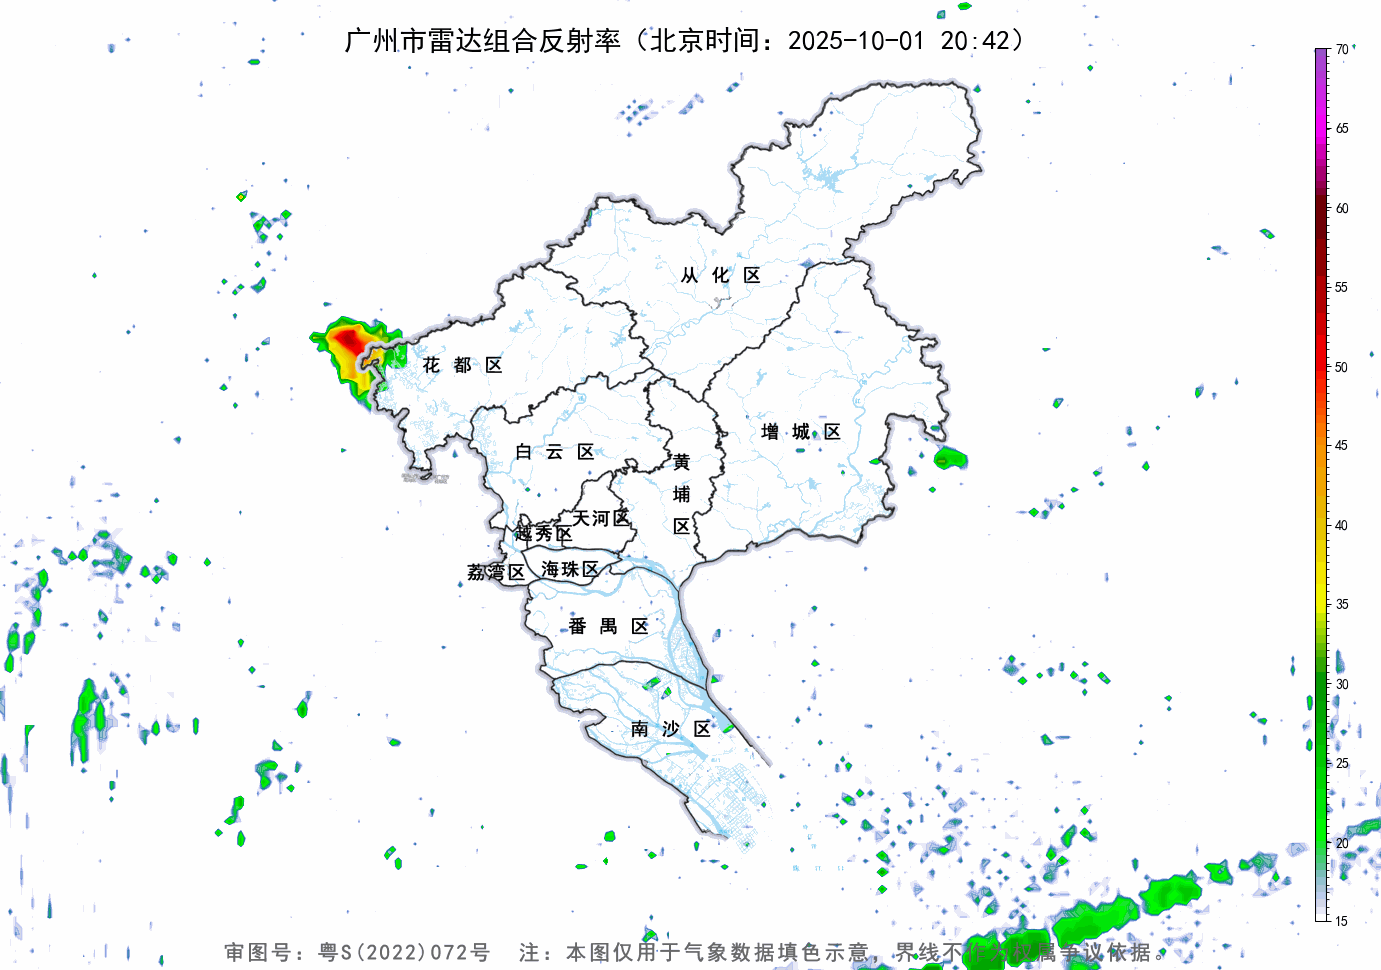 广州市雷达组合反射率（北京时间：2025-10-01 20:42）
70
65
60
55
50
45
40
35
30
25
20
15
从 化 区
花 都 区
增 城 区
白 云 区
黄
埔
区
天河区
越秀区
海珠区
荔湾区
番 禺 区
南 沙 区
审图号：粤S(2022)072号 注：本图仅用于气象数据填色示意，界线不作为权属争议依据。